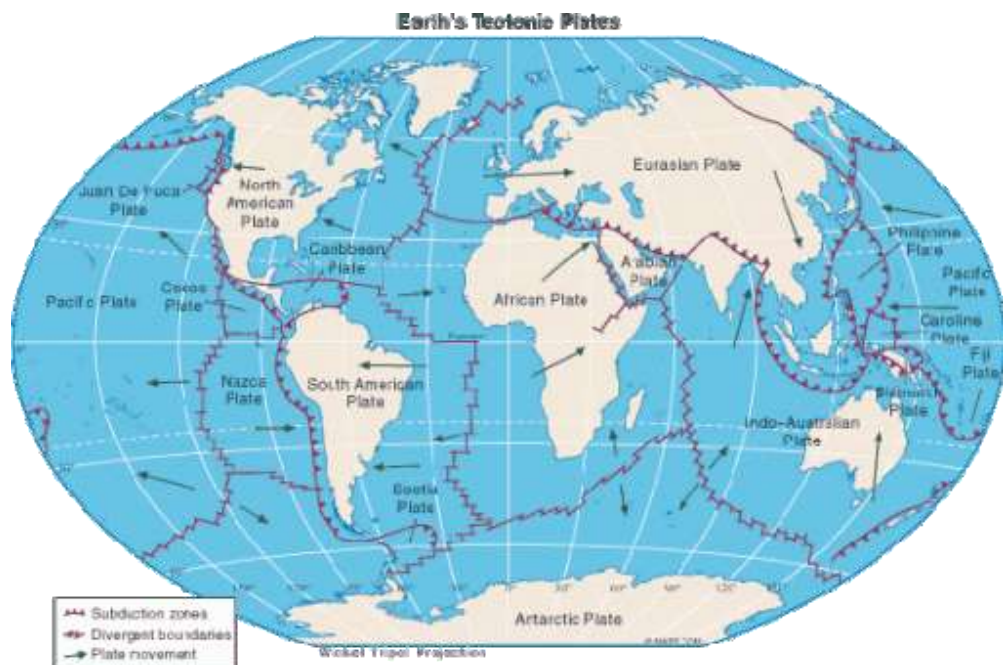 Earth's Tectonic Plates
Eurasian Plate
Juan De Fuca
Plate
North
American
Plate
Caribbean
Plate
Philippine
Plate
Arabian
Plate
Pacific
Plate
Pacific Plate
Cocos
Plate
African Plate
Caroline
Plate
Fiji
Plate
Nazca
Plate
South American
Plate
Bismarck
Plate
Indo-Australian
Plate
Scotia
Plate
Antarctic Plate
Subduction zones
Divergent boundaries
Plate movement
Winkel Tripel Projection